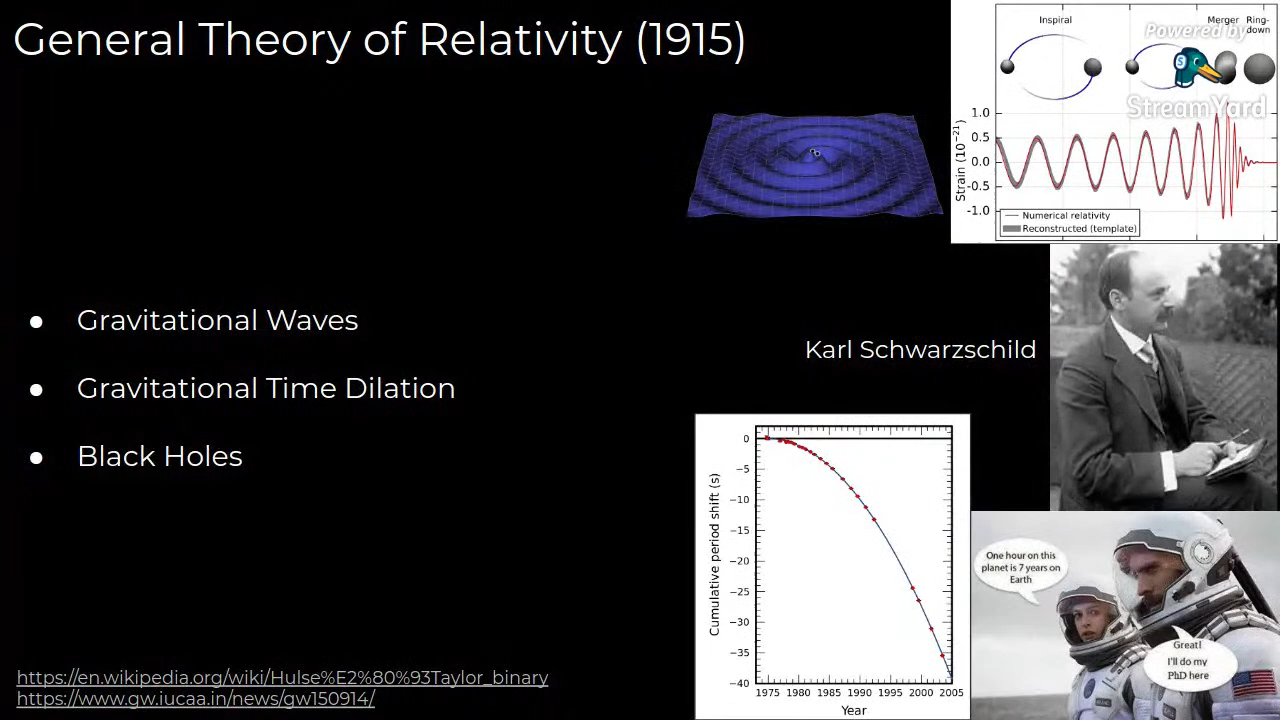 General Theory of Relativity (1915)
Inspiral
Merger
Ring-
down
Powered by
S
StreamYard
Strain (10⁻²¹)
1.0
0.5
0.0
-0.5
-1.0
Numerical relativity
Reconstructed (template)
● Gravitational Waves
● Gravitational Time Dilation
● Black Holes
Karl Schwarzschild
Cumulative period shift (s)
0
−5
−10
−15
−20
−25
−30
−35
−40
1975 1980 1985 1990 1995 2000 2005
Year
One hour on this
planet is 7 years on
Earth
Great!
I'll do my
PhD here
https://en.wikipedia.org/wiki/Hulse%E2%80%93Taylor_binary
https://www.gw.iucaa.in/news/gw150914/